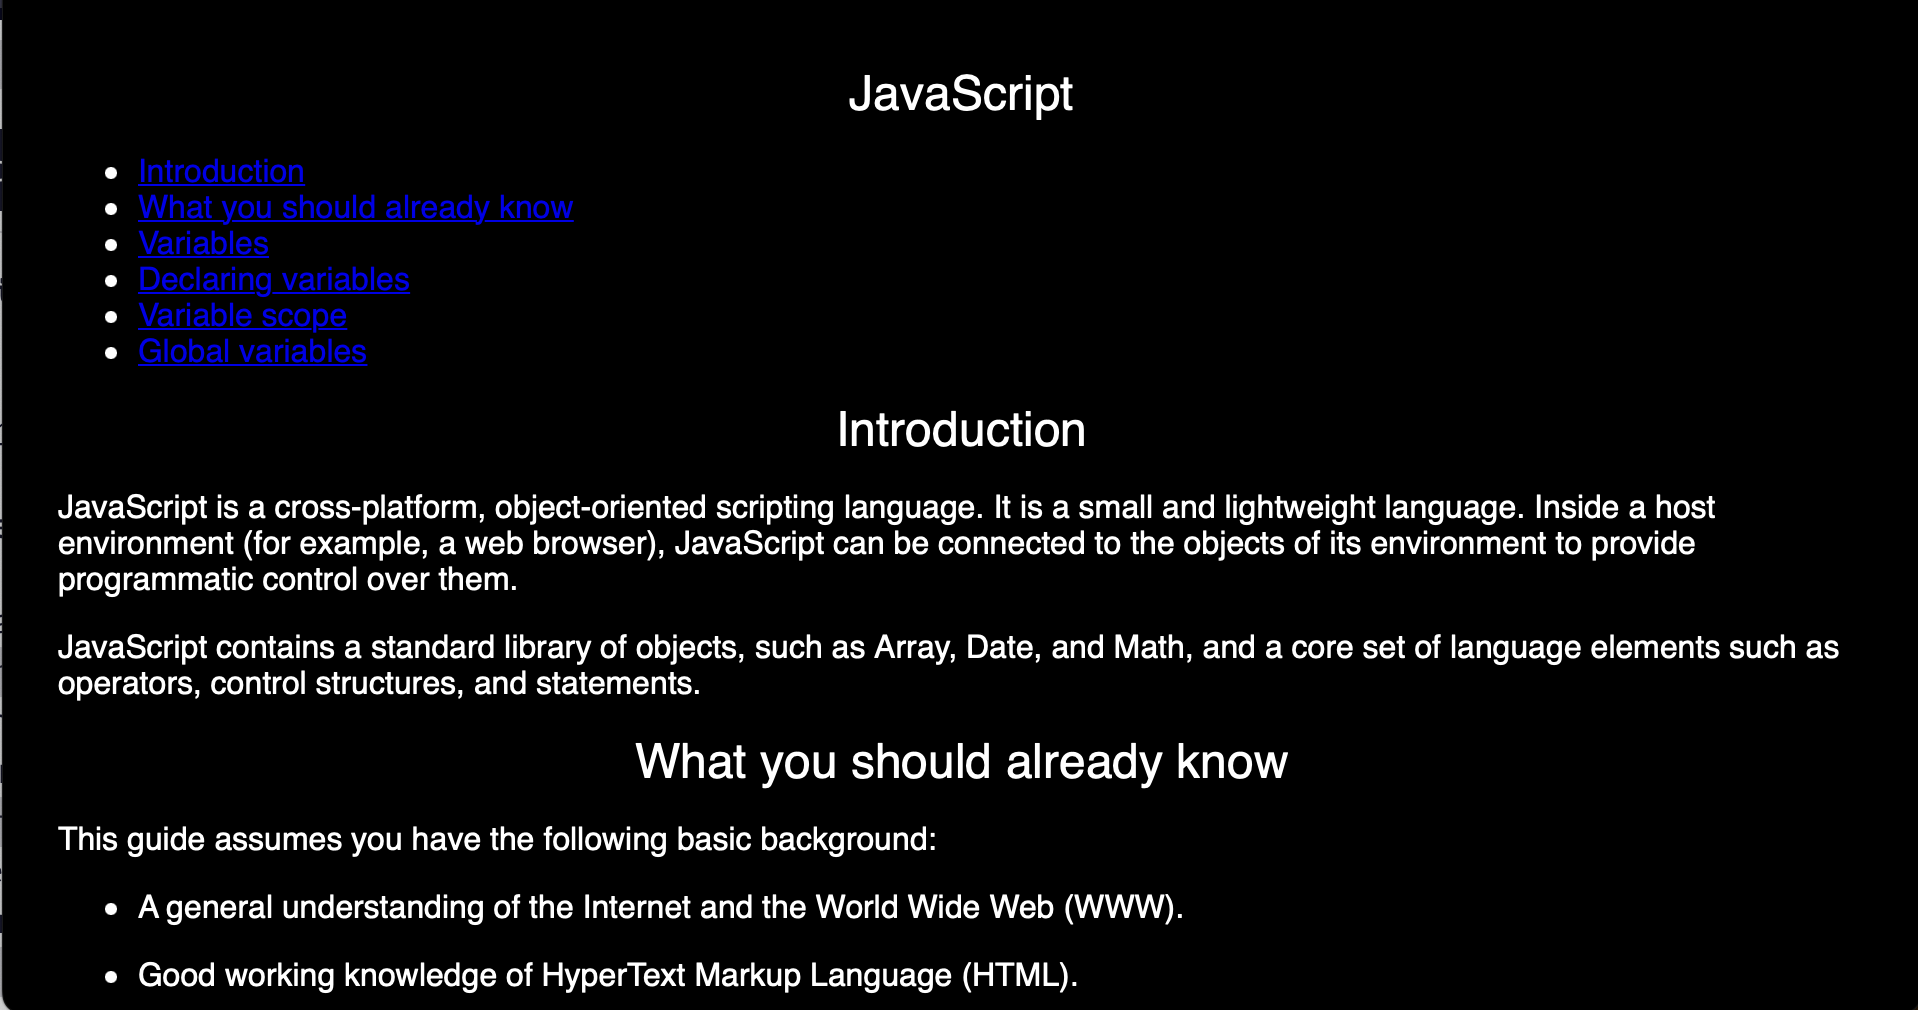 JavaScript
• Introduction
• What you should already know
• Variables
• Declaring variables
• Variable scope
• Global variables
Introduction
JavaScript is a cross-platform, object-oriented scripting language. It is a small and lightweight language. Inside a host
environment (for example, a web browser), JavaScript can be connected to the objects of its environment to provide
programmatic control over them.
JavaScript contains a standard library of objects, such as Array, Date, and Math, and a core set of language elements such as
operators, control structures, and statements.
What you should already know
This guide assumes you have the following basic background:
• A general understanding of the Internet and the World Wide Web (WWW).
• Good working knowledge of HyperText Markup Language (HTML).